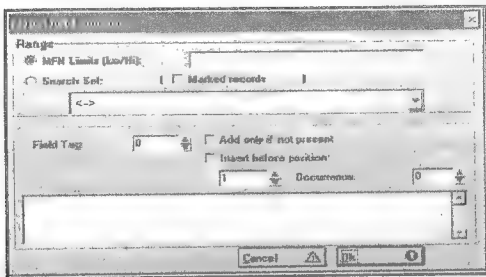 Range
MFN Limits (Lo/Hi):
Search Set: [ Marked records ]
<->
Field Tag: 0 Add only if not present
Insert before position:
1 Occurrence: 0
Cancel Ok